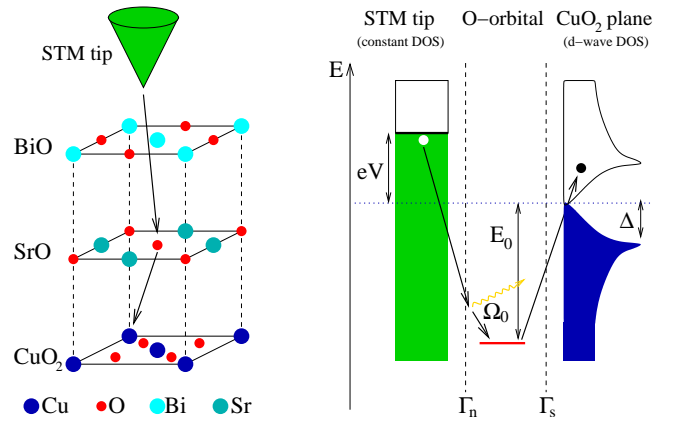 STM tip
BiO
SrO
CuO₂
Cu O Bi Sr
STM tip O−orbital CuO₂ plane
(constant DOS) (d−wave DOS)
E
eV
E₀
Δ
Ω₀
Γₙ Γₛ